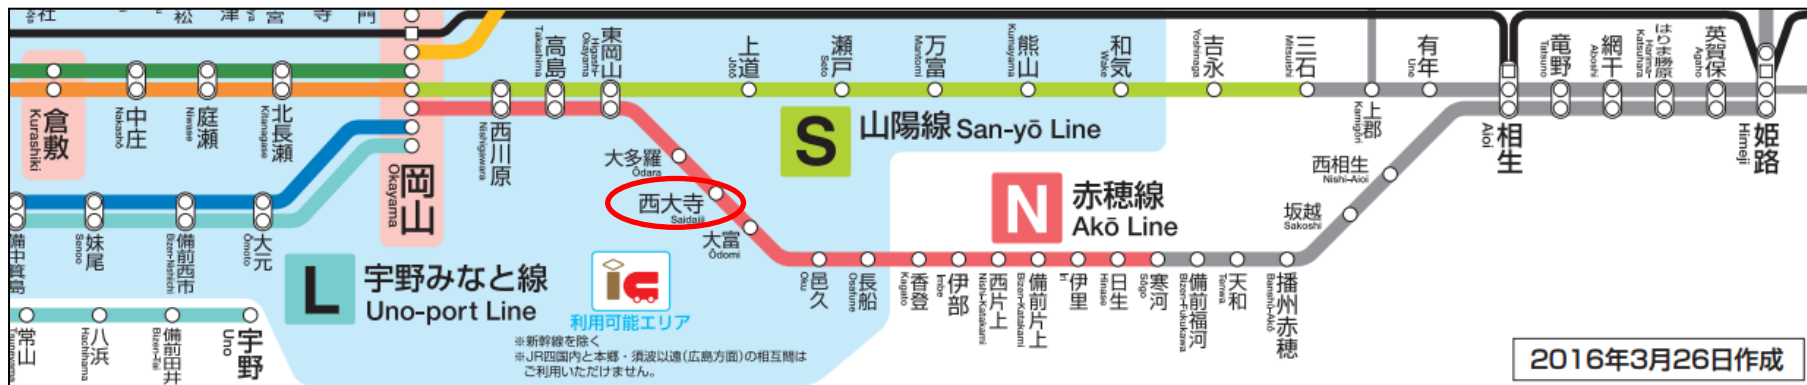 社
松
津
宮
寺
門
倉敷
Kurashiki
中庄
Nakashō
庭瀬
Niwase
北長瀬
Kitanagase
岡山
Okayama
西川原
Nishigawara
高島
Takashima
東岡山
Higashi-
Okayama
上道
Jōtō
瀬戸
Seto
万富
Mantomi
熊山
Kumayama
和気
Wake
吉永
Yoshinaga
三石
Mitsuishi
上郡
Kamigōri
有年
Une
相生
Aioi
竜野
Tatsuno
網干
Aboshi
はりま勝原
Harima-
Katsuhara
英賀保
Agaho
姫路
Himeji
S
山陽線 San-yō Line
大多羅
Ōdara
西大寺
Saidaiji
大富
Ōdomi
邑久
Oku
長船
Osafune
香登
Kagato
伊部
Imbe
西片上
Nishi-Katakami
備前片上
Bizen-Katakami
伊里
Iri
日生
Hinase
寒河
Sōgo
備前福河
Bizen-Fukukawa
天和
Tenwa
播州赤穂
Banshū-Akō
坂越
Sakoshi
西相生
Nishi-Aioi
N
赤穂線
Akō Line
備中箕島
妹尾
Senoo
備前西市
Bizen-Nishiichi
大元
Ōmoto
L
宇野みなと線
Uno-port Line
常山
Tsuneyama
八浜
Hachihama
備前田井
Bizen-Tai
宇野
Uno
IC
利用可能エリア
※新幹線を除く
※JR四国内と本郷・須波以遠(広島方面)の相互間は
ご利用いただけません。
2016年3月26日作成